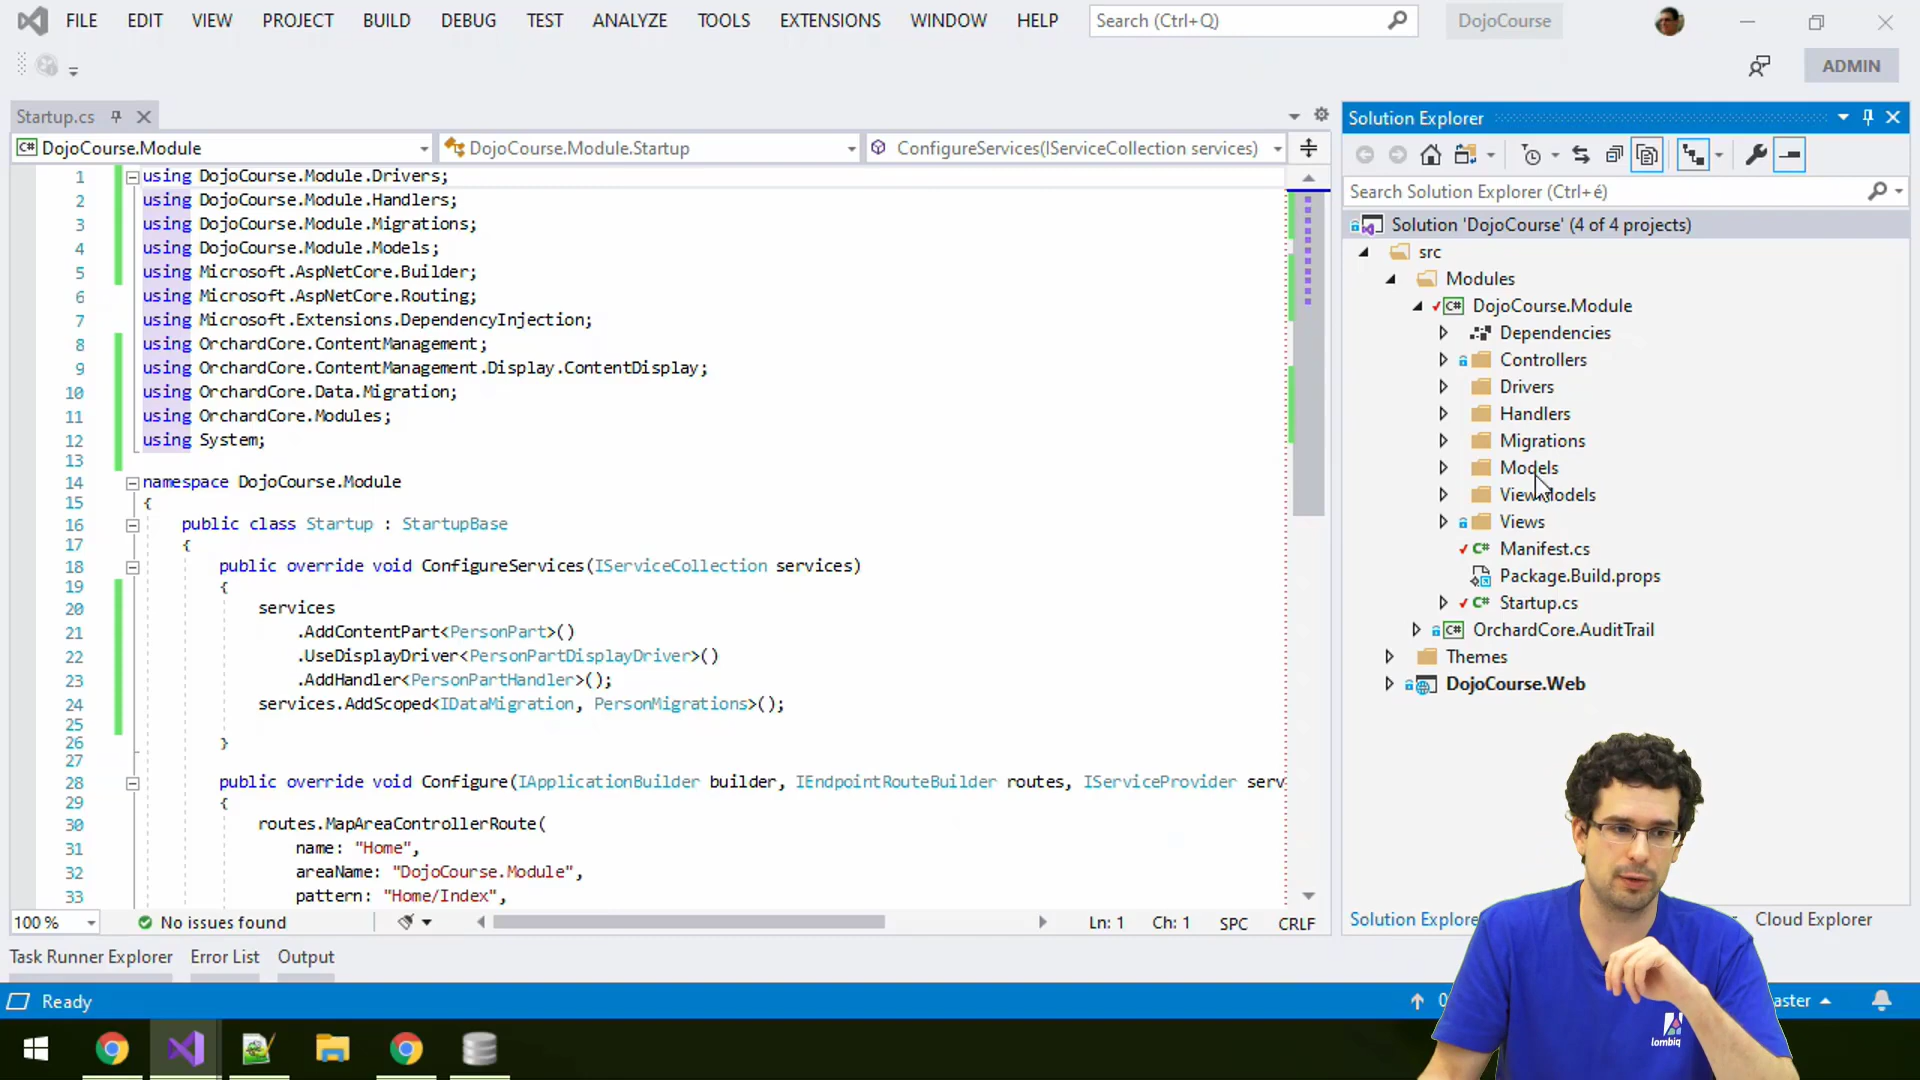 FILE EDIT VIEW PROJECT BUILD DEBUG TEST ANALYZE TOOLS EXTENSIONS WINDOW HELP Search (Ctrl+Q) DojoCourse
ADMIN
Startup.cs
DojoCourse.Module DojoCourse.Module.Startup ConfigureServices(IServiceCollection services)
1 using DojoCourse.Module.Drivers;
2 using DojoCourse.Module.Handlers;
3 using DojoCourse.Module.Migrations;
4 using DojoCourse.Module.Models;
5 using Microsoft.AspNetCore.Builder;
6 using Microsoft.AspNetCore.Routing;
7 using Microsoft.Extensions.DependencyInjection;
8 using OrchardCore.ContentManagement;
9 using OrchardCore.ContentManagement.Display.ContentDisplay;
10 using OrchardCore.Data.Migration;
11 using OrchardCore.Modules;
12 using System;
13
14 namespace DojoCourse.Module
15 {
16 public class Startup : StartupBase
17 {
18 public override void ConfigureServices(IServiceCollection services)
19 {
20 services
21 .AddContentPart<PersonPart>()
22 .UseDisplayDriver<PersonPartDisplayDriver>()
23 .AddHandler<PersonPartHandler>();
24 services.AddScoped<IDataMigration, PersonMigrations>();
25
26 }
27
28 public override void Configure(IApplicationBuilder builder, IEndpointRouteBuilder routes, IServiceProvider serv
29 {
30 routes.MapAreaControllerRoute(
31 name: "Home",
32 areaName: "DojoCourse.Module",
33 pattern: "Home/Index",
100 % No issues found Ln: 1 Ch: 1 SPC CRLF
Task Runner Explorer Error List Output
Solution Explorer
Search Solution Explorer (Ctrl+é)
Solution 'DojoCourse' (4 of 4 projects)
src
Modules
DojoCourse.Module
Dependencies
Controllers
Drivers
Handlers
Migrations
Models
ViewModels
Views
Manifest.cs
Package.Build.props
Startup.cs
OrchardCore.AuditTrail
Themes
DojoCourse.Web
Solution Explore Cloud Explorer
Ready 0 aster
lombiq